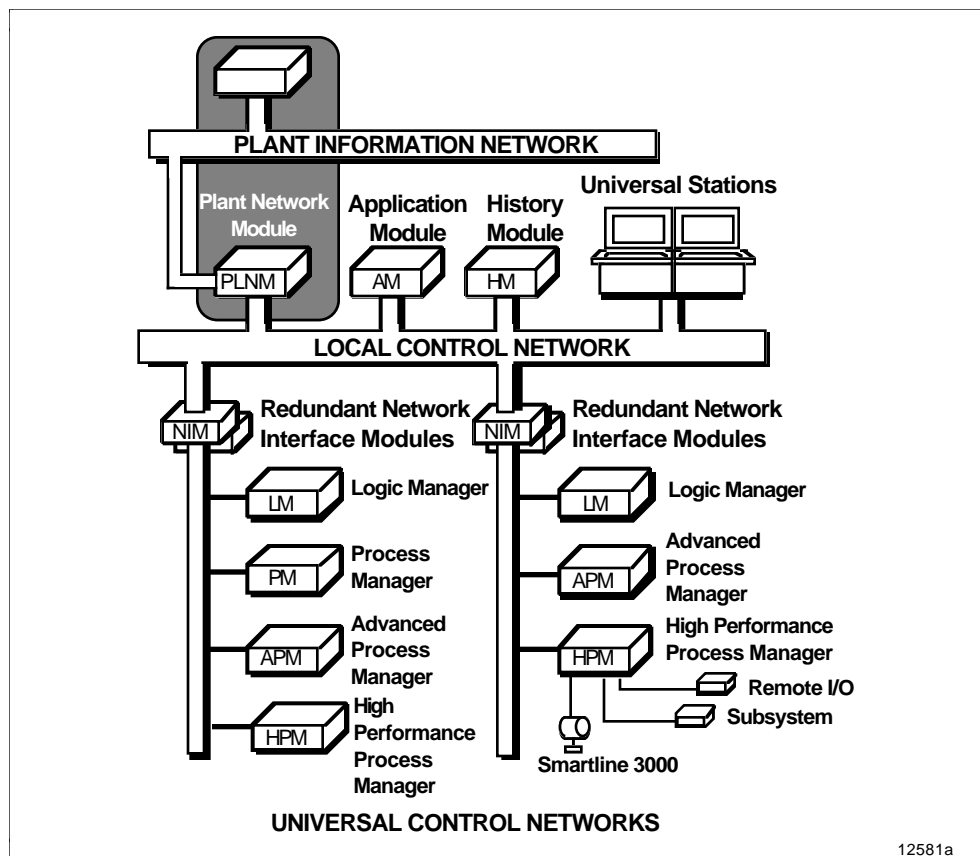 PLANT INFORMATION NETWORK
Plant Network
Module
PLNM
Application
Module
AM
History
Module
HM
Universal Stations
LOCAL CONTROL NETWORK
NIM
Redundant Network
Interface Modules
LM
Logic Manager
PM
Process
Manager
APM
Advanced
Process
Manager
HPM
High
Performance
Process
Manager
NIM
Redundant Network
Interface Modules
LM
Logic Manager
APM
Advanced
Process
Manager
HPM
High Performance
Process Manager
Remote I/O
Subsystem
Smartline 3000
UNIVERSAL CONTROL NETWORKS
12581a